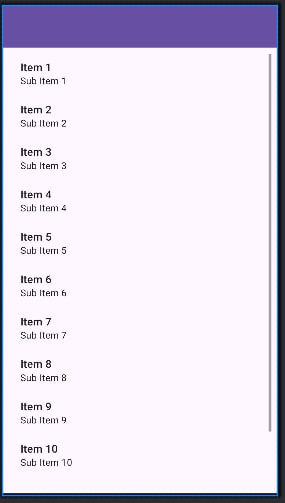 Item 1
Sub Item 1
Item 2
Sub Item 2
Item 3
Sub Item 3
Item 4
Sub Item 4
Item 5
Sub Item 5
Item 6
Sub Item 6
Item 7
Sub Item 7
Item 8
Sub Item 8
Item 9
Sub Item 9
Item 10
Sub Item 10